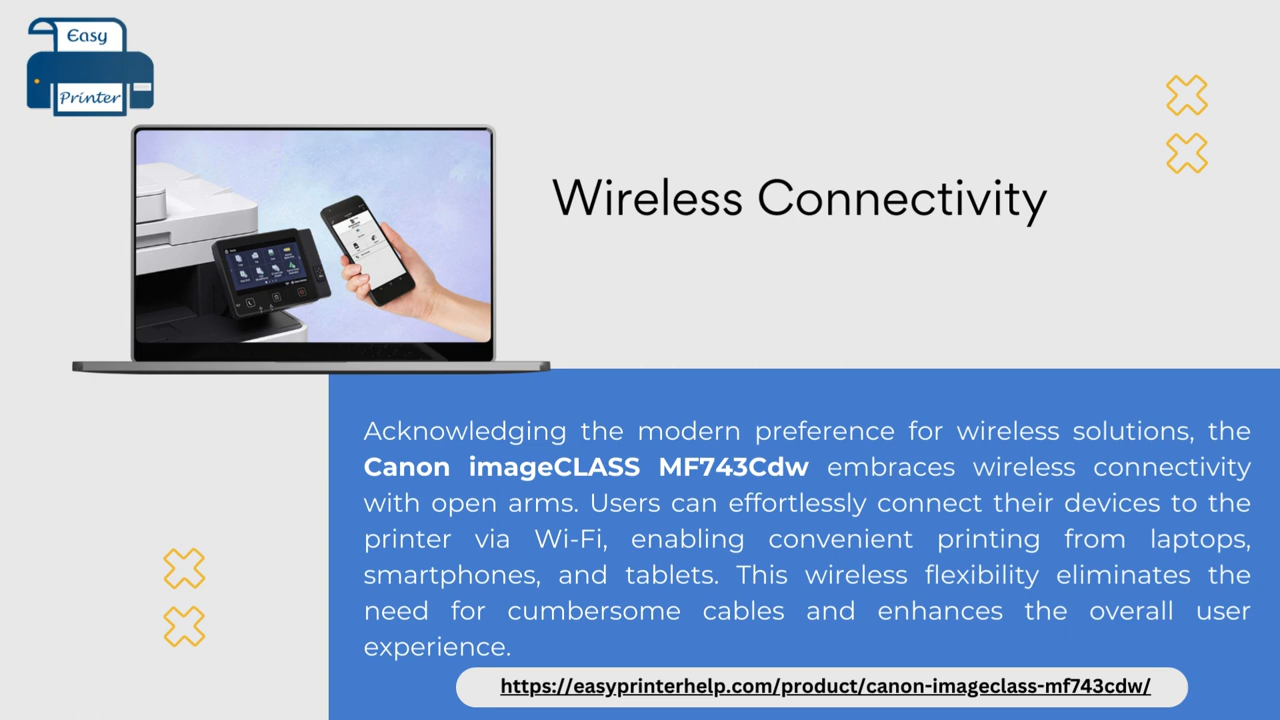 Easy
Printer
Wireless Connectivity
Acknowledging the modern preference for wireless solutions, the
Canon imageCLASS MF743Cdw embraces wireless connectivity
with open arms. Users can effortlessly connect their devices to the
printer via Wi-Fi, enabling convenient printing from laptops,
smartphones, and tablets. This wireless flexibility eliminates the
need for cumbersome cables and enhances the overall user
experience.
https://easyprinterhelp.com/product/canon-imageclass-mf743cdw/